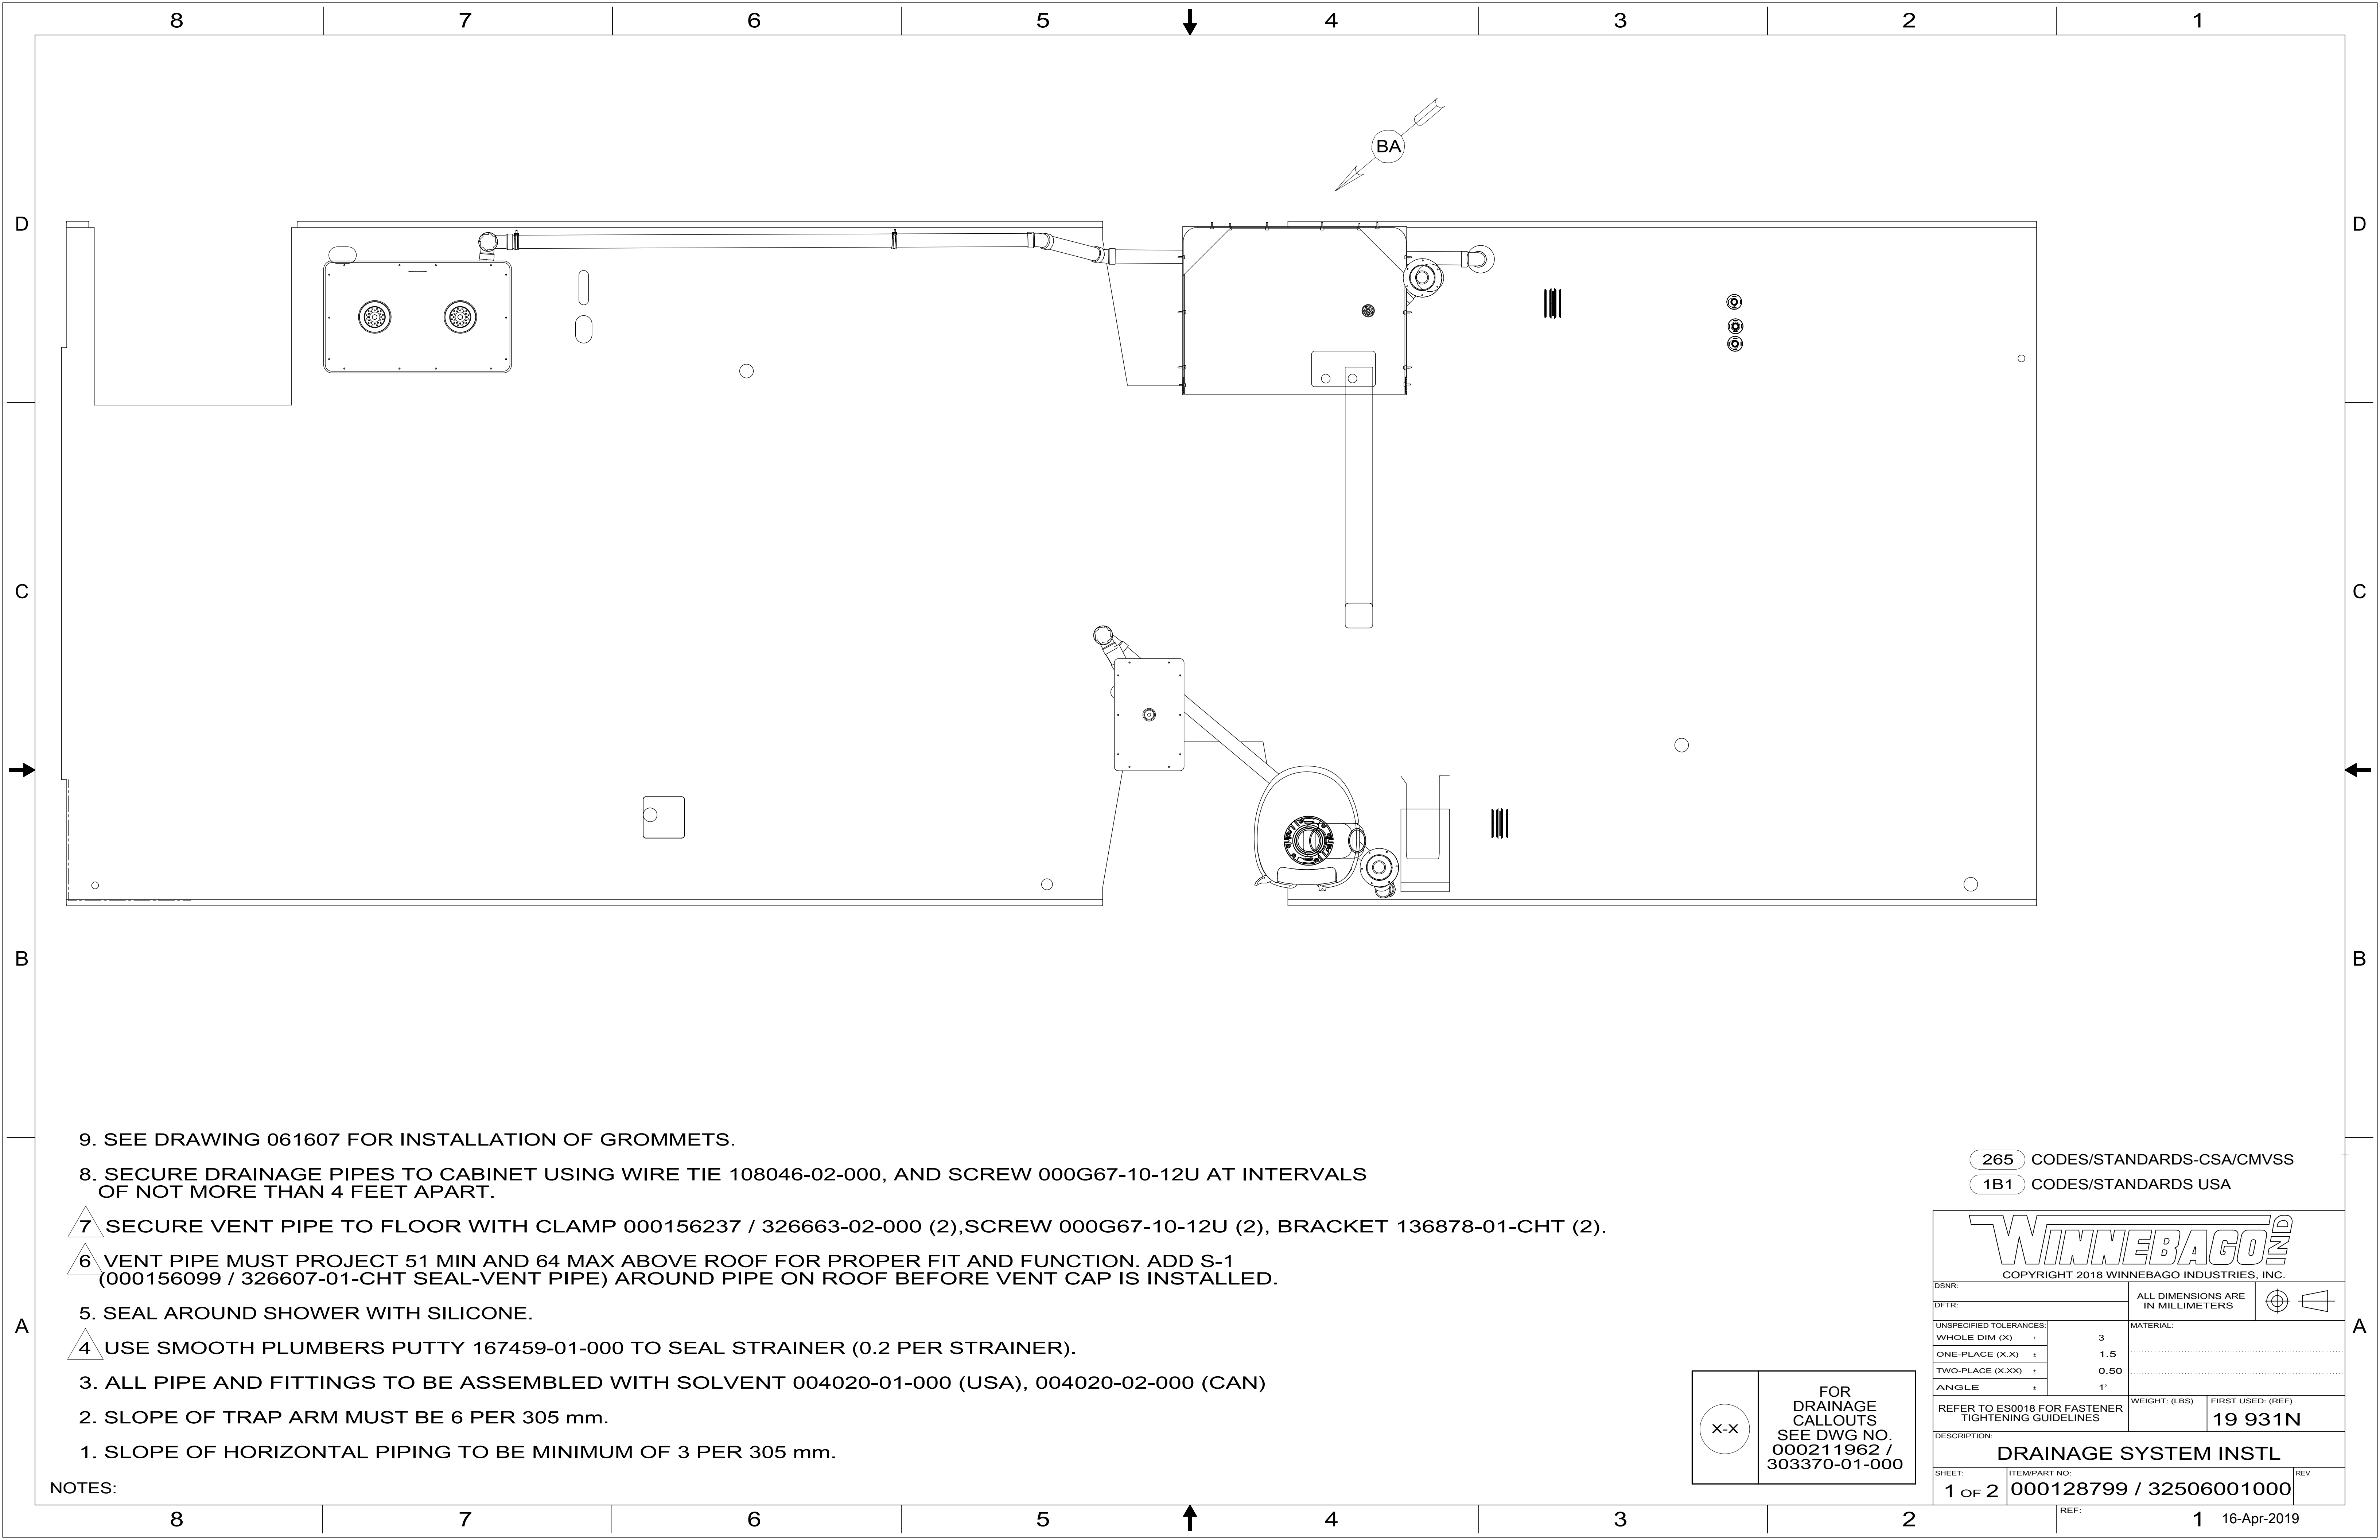 8 7 6 5 4 3 2 1
D D
BA
C C
B B
9. SEE DRAWING 061607 FOR INSTALLATION OF GROMMETS.
8. SECURE DRAINAGE PIPES TO CABINET USING WIRE TIE 108046-02-000, AND SCREW 000G67-10-12U AT INTERVALS
OF NOT MORE THAN 4 FEET APART.
7 SECURE VENT PIPE TO FLOOR WITH CLAMP 000156237 / 326663-02-000 (2),SCREW 000G67-10-12U (2), BRACKET 136878-01-CHT (2).
6 VENT PIPE MUST PROJECT 51 MIN AND 64 MAX ABOVE ROOF FOR PROPER FIT AND FUNCTION. ADD S-1
(000156099 / 326607-01-CHT SEAL-VENT PIPE) AROUND PIPE ON ROOF BEFORE VENT CAP IS INSTALLED.
5. SEAL AROUND SHOWER WITH SILICONE.
4 USE SMOOTH PLUMBERS PUTTY 167459-01-000 TO SEAL STRAINER (0.2 PER STRAINER).
3. ALL PIPE AND FITTINGS TO BE ASSEMBLED WITH SOLVENT 004020-01-000 (USA), 004020-02-000 (CAN)
2. SLOPE OF TRAP ARM MUST BE 6 PER 305 mm.
1. SLOPE OF HORIZONTAL PIPING TO BE MINIMUM OF 3 PER 305 mm.
NOTES:
A A
X-X
FOR
DRAINAGE
CALLOUTS
SEE DWG NO.
000211962 /
303370-01-000
265 CODES/STANDARDS-CSA/CMVSS
1B1 CODES/STANDARDS USA
WINNEBAGO IND
COPYRIGHT 2018 WINNEBAGO INDUSTRIES, INC.
DSNR:
DFTR:
ALL DIMENSIONS ARE
IN MILLIMETERS
UNSPECIFIED TOLERANCES:
WHOLE DIM (X) ± 3
ONE-PLACE (X.X) ± 1.5
TWO-PLACE (X.XX) ± 0.50
ANGLE ± 1°
MATERIAL:
REFER TO ES0018 FOR FASTENER
TIGHTENING GUIDELINES
WEIGHT: (LBS)
FIRST USED: (REF)
19 931N
DESCRIPTION:
DRAINAGE SYSTEM INSTL
SHEET:
1 OF 2
ITEM/PART NO:
000128799 / 32506001000
REV
REF:
16-Apr-2019
8 7 6 5 4 3 2 1